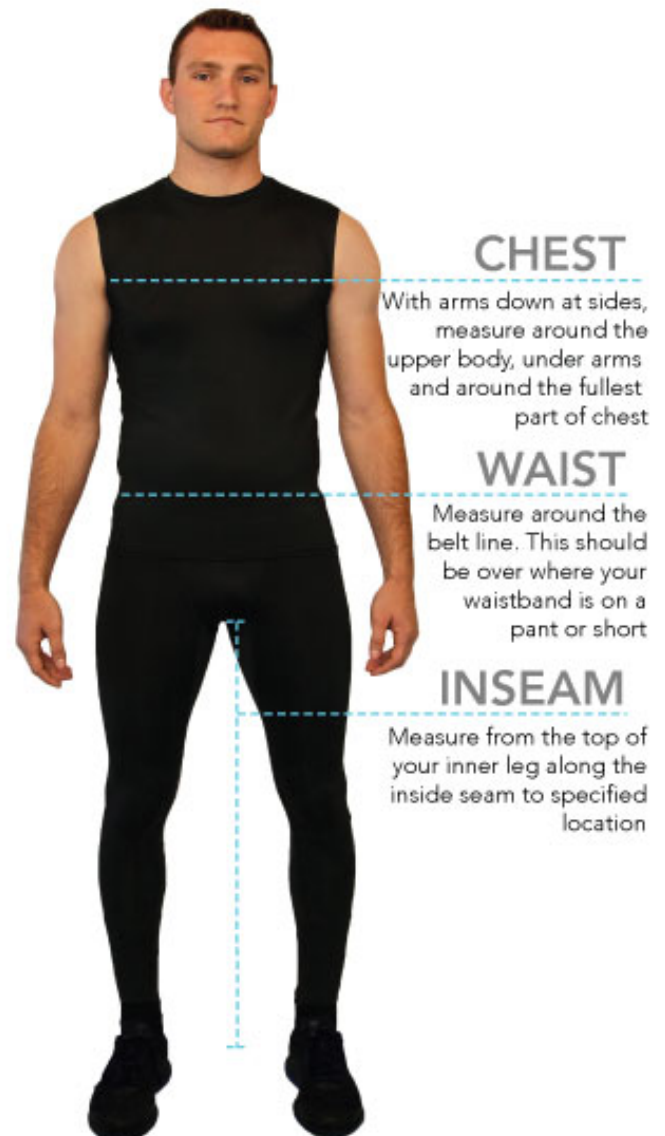 CHEST
With arms down at sides,
measure around the
upper body, under arms
and around the fullest
part of chest
WAIST
Measure around the
belt line. This should
be over where your
waistband is on a
pant or short
INSEAM
Measure from the top of
your inner leg along the
inside seam to specified
location